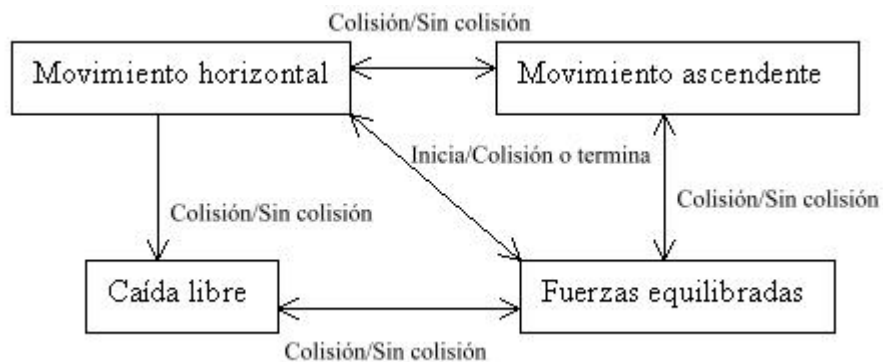 Colisión/Sin colisión
Movimiento horizontal
Movimiento ascendente
Inicia/Colisión o termina
Colisión/Sin colisión
Colisión/Sin colisión
Caída libre
Fuerzas equilibradas
Colisión/Sin colisión